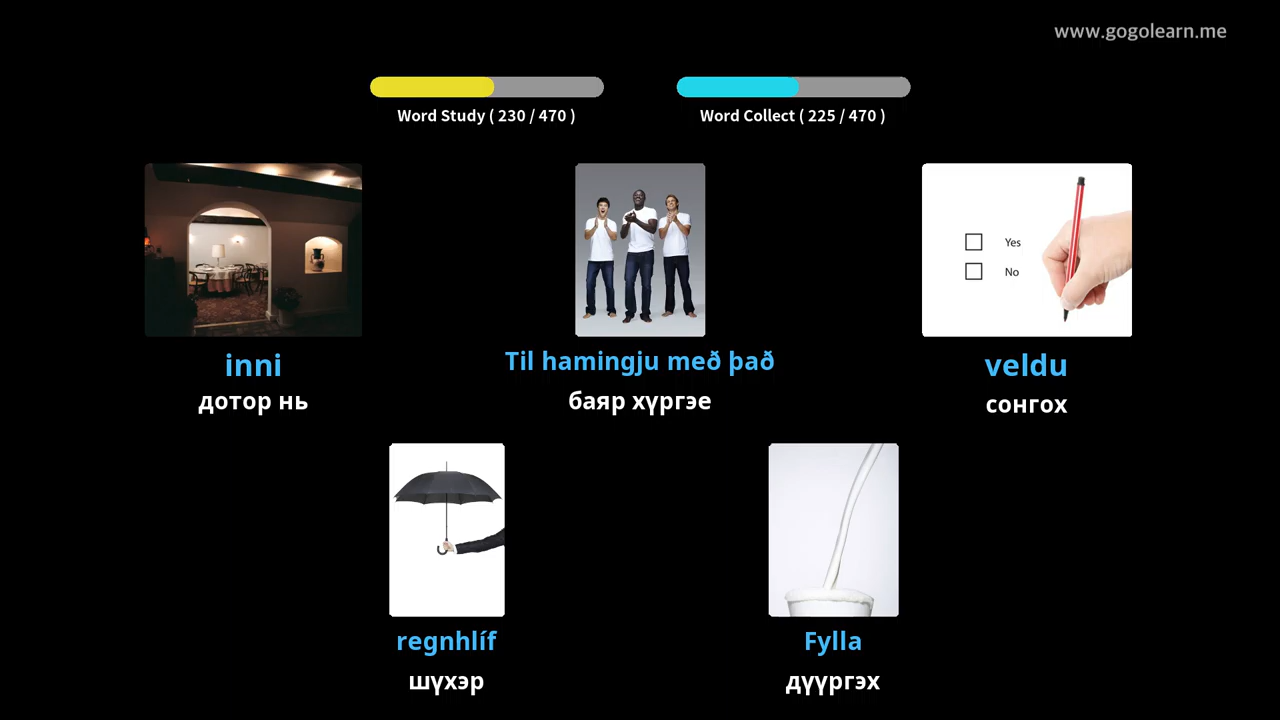 www.gogolearn.me
Word Study ( 230 / 470 )
Word Collect ( 225 / 470 )
Yes
No
inni
дотор нь
Til hamingju með það
баяр хүргэе
veldu
сонгох
regnhlíf
шүхэр
Fylla
дүүргэх